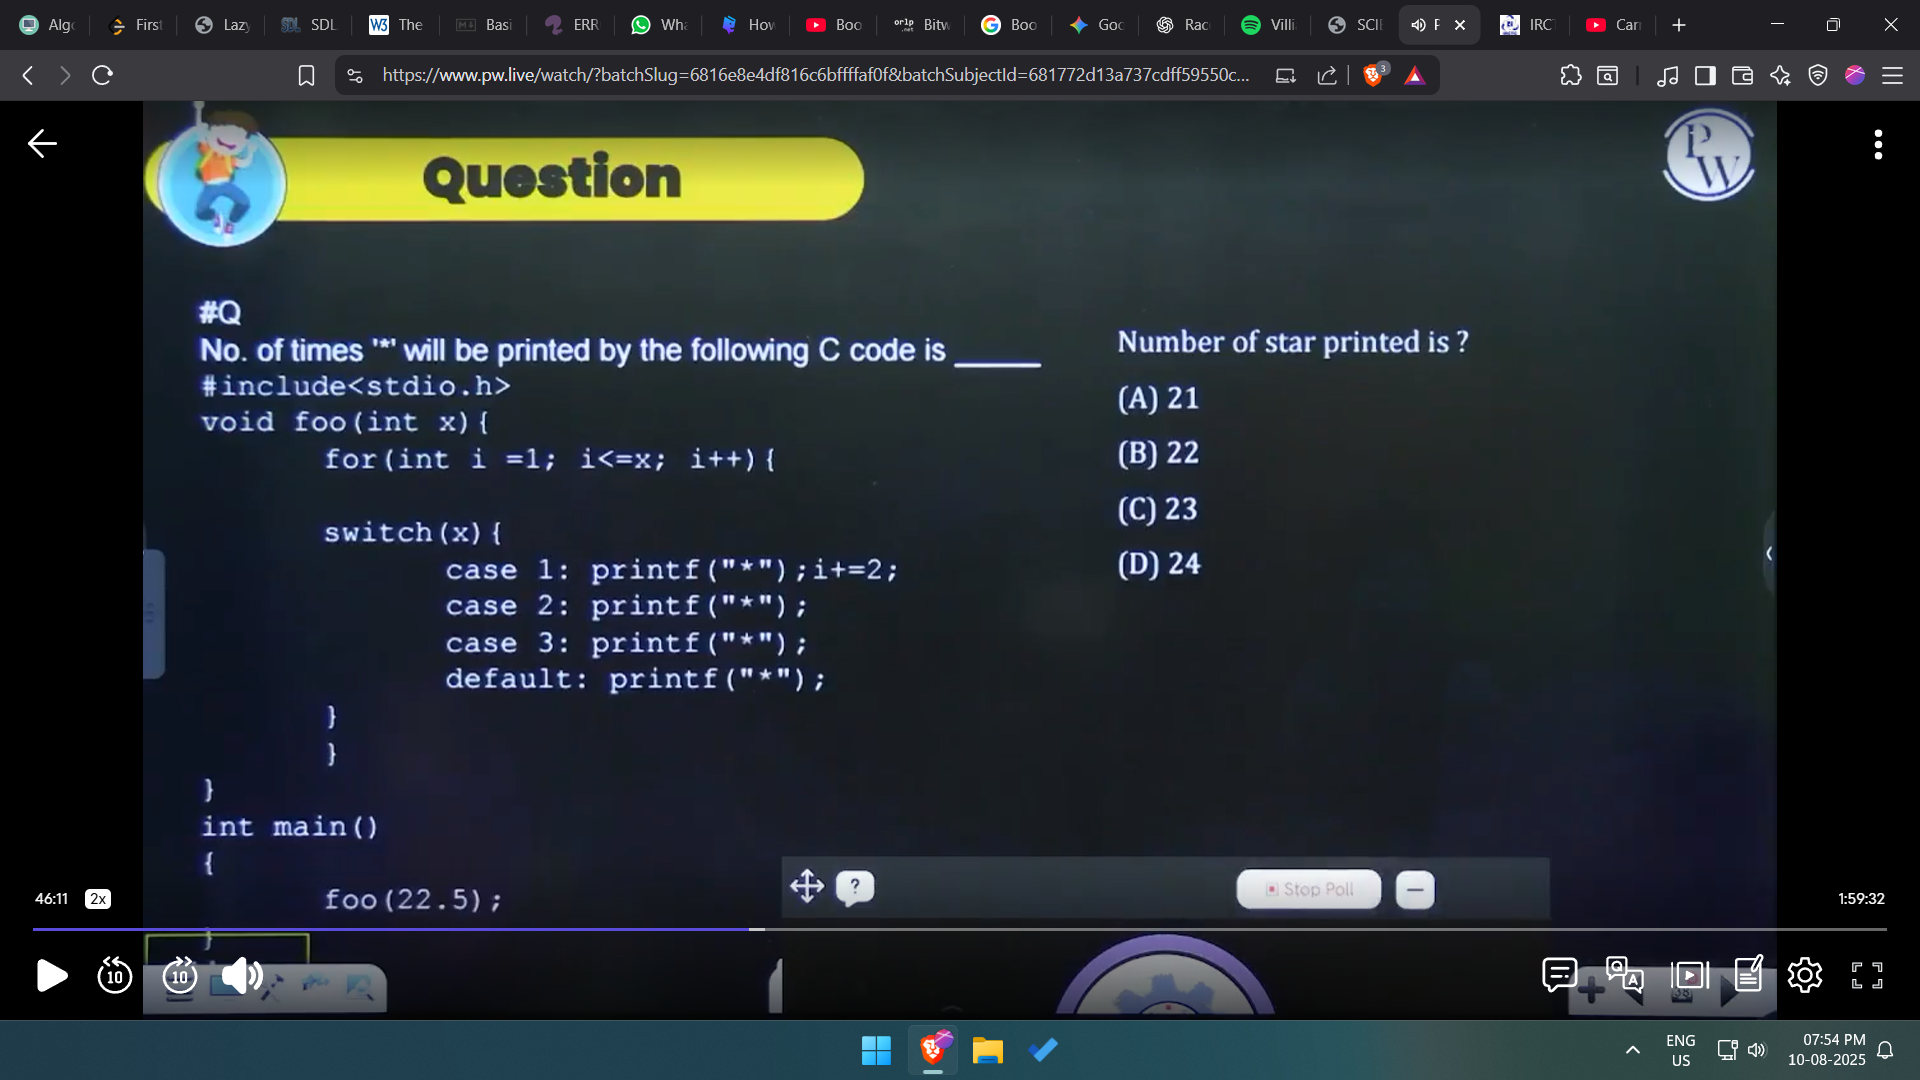 Algo
First
Lazy
SDL
The
Basi
ERR
Wha
How
Boo
Bitw
Boo
Goo
Rac
Villi
SCIE
IRCT
Carr
https://www.pw.live/watch/?batchSlug=6816e8e4df816c6bffffaf0f&batchSubjectId=681772d13a737cdff59550c...
3
Question
PW
#Q
No. of times '*' will be printed by the following C code is ______
#include<stdio.h>
void foo(int x){
for(int i =1; i<=x; i++){
switch(x){
case 1: printf("*");i+=2;
case 2: printf("*");
case 3: printf("*");
default: printf("*");
}
}
}
int main()
{
foo(22.5);
}
Number of star printed is ?
(A) 21
(B) 22
(C) 23
(D) 24
Stop Poll
46:11 2x
1:59:32
10
10
ENG
US
07:54 PM
10-08-2025